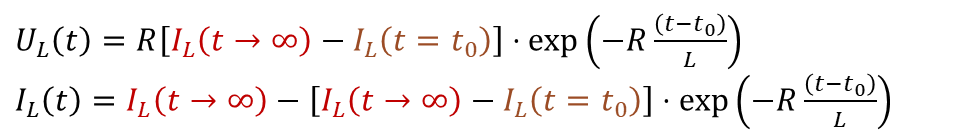 U_L(t) = R[I_L(t → ∞) − I_L(t = t_0)] · exp(−R (t−t_0)/L)
I_L(t) = I_L(t → ∞) − [I_L(t → ∞) − I_L(t = t_0)] · exp(−R (t−t_0)/L)